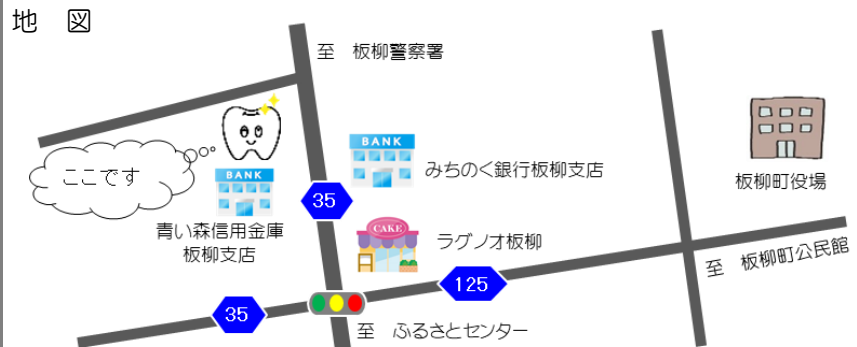 地　図
至　板柳警察署
ここです
BANK
BANK
みちのく銀行板柳支店
板柳町役場
35
青い森信用金庫
板柳支店
CAKE
ラグノオ板柳
至　板柳町公民館
125
35
至　ふるさとセンター